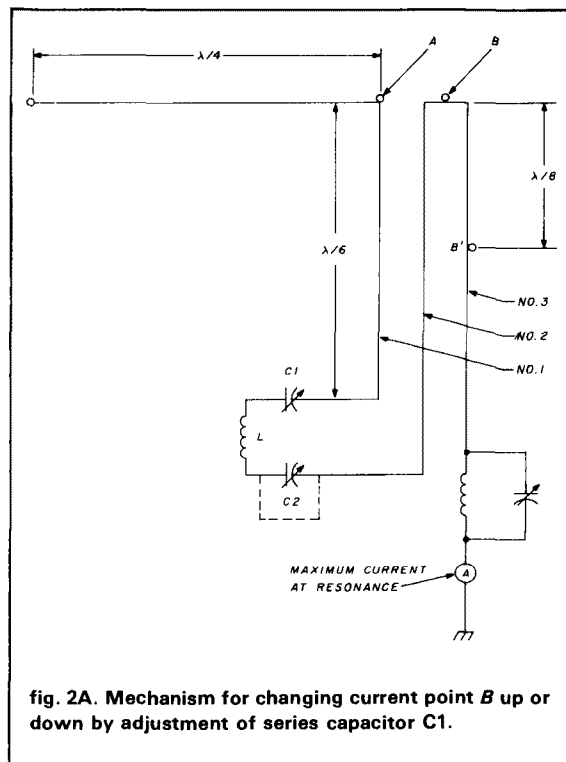 λ/4
A
B
λ/8
λ/6
B'
NO. 3
NO. 2
NO. 1
C1
L
C2
MAXIMUM CURRENT
AT RESONANCE
A
fig. 2A. Mechanism for changing current point B up or
down by adjustment of series capacitor C1.